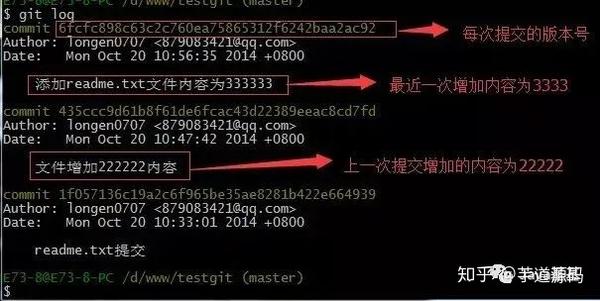 $ git log
commit 6fcfc898c63c2c760ea75865312f6242baa2ac92
每次提交的版本号
Author: longen0707 <879083421@qq.com>
Date:   Mon Oct 20 10:56:35 2014 +0800
添加readme.txt文件内容为333333
最近一次增加内容为3333
commit 435ccc9d61b8f61de6fcac43d22389eeac8cd7fd
Author: longen0707 <879083421@qq.com>
Date:   Mon Oct 20 10:47:42 2014 +0800
文件增加222222内容
上一次提交增加的内容为22222
commit 1f057136c19a2c6f965be35ae8281b422e664939
Author: longen0707 <879083421@qq.com>
Date:   Mon Oct 20 10:33:01 2014 +0800
readme.txt提交
E73-8@E73-8-PC /d/www/testgit (master)
$
知乎 @芋道源码